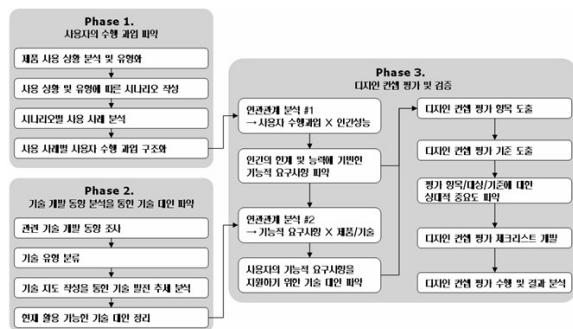 Phase 1.
사용자의 수행 과업 파악
제품 사용 상황 분석 및 유형화
사용 상황 및 유형에 따른 시나리오 작성
시나리오별 사용 사례 분석
사용 사례별 사용자 수행 과업 구조화
Phase 2.
기술 개발 동향 분석을 통한 기술 대안 파악
관련 기술 개발 동향 조사
기술 유형 분류
기술 지도 작성을 통한 기술 발전 추세 분석
현재 활용 가능한 기술 대안 정리
Phase 3.
디자인 컨셉 평가 및 검증
연관관계 분석 #1
→ 사용자 수행과업 X 인간성능
인간의 한계 및 능력에 기반한
기능적 요구사항 파악
연관관계 분석 #2
→ 기능적 요구사항 X 제품/기술
사용자의 기능적 요구사항을
지원하기 위한 기술 대안 파악
디자인 컨셉 평가 항목 도출
디자인 컨셉 평가 기준 도출
평가 항목/대상/기준에 대한
상대적 중요도 파악
디자인 컨셉 평가 체크리스트 개발
디자인 컨셉 평가 수행 및 결과 분석